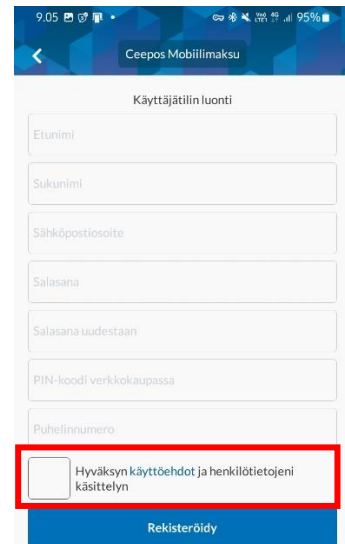 9.05 95%
Ceepos Mobiilimaksu
Käyttäjätilin luonti
Etunimi
Sukunimi
Sähköpostiosoite
Salasana
Salasana uudestaan
PIN-koodi verkkokaupassa
Puhelinnumero
Hyväksyn käyttöehdot ja henkilötietojeni
käsittelyn
Rekisteröidy